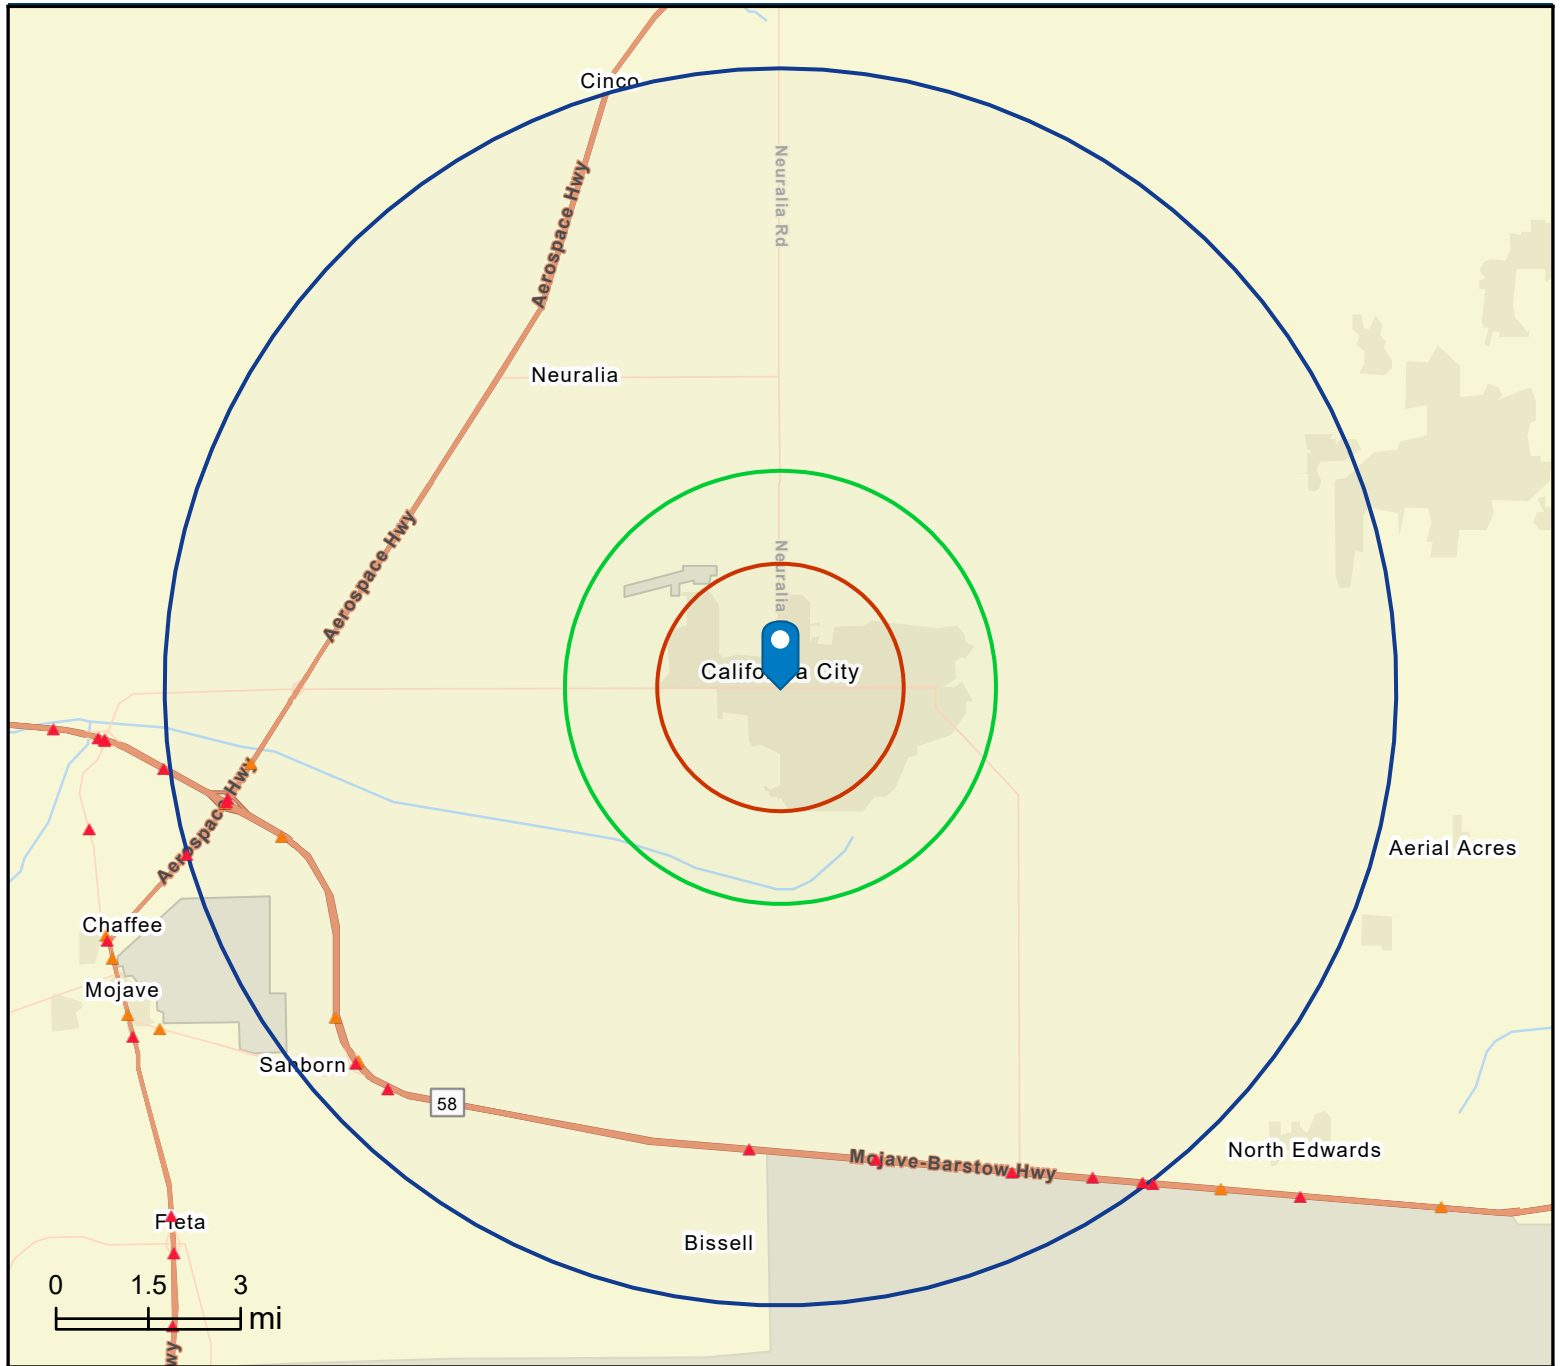 Cinco
Neuralia Rd
Aerospace Hwy
Neuralia
Aerospace Hwy
Neuralia
California City
Aerospace Hwy
Aerial Acres
Chaffee
Mojave
Sanborn
58
North Edwards
Mojave-Barstow Hwy
Fleta
Bissell
0 1.5 3
mi
wy